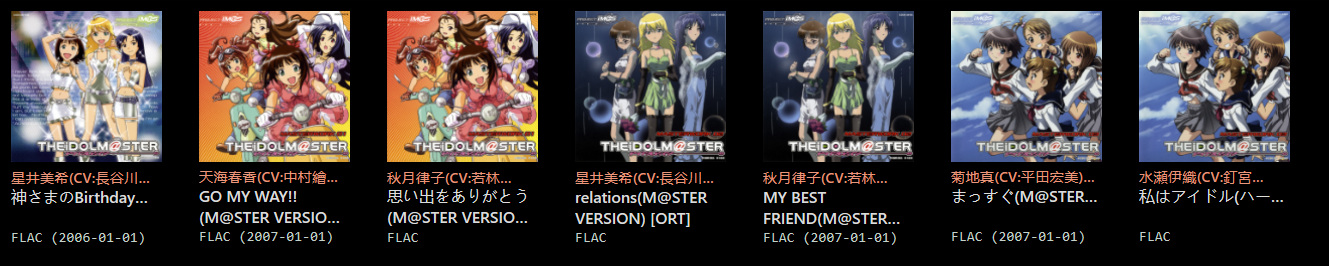 PROJECT IM@S
THE iDOLM@STER
星井美希(CV:長谷川...
神さまのBirthday...
FLAC (2006-01-01)
THE iDOLM@STER
天海春香(CV:中村繪...
GO MY WAY!!
(M@STER VERSIO...
FLAC (2007-01-01)
THE iDOLM@STER
秋月律子(CV:若林...
思い出をありがとう
(M@STER VERSIO...
FLAC
THE iDOLM@STER
星井美希(CV:長谷川...
relations(M@STER
VERSION) [ORT]
FLAC
THE iDOLM@STER
秋月律子(CV:若林...
MY BEST
FRIEND(M@STER...
FLAC (2007-01-01)
THE iDOLM@STER
菊地真(CV:平田宏美)...
まっすぐ(M@STER...
FLAC (2007-01-01)
THE iDOLM@STER
水瀬伊織(CV:釘宮...
私はアイドル(ハー...
FLAC